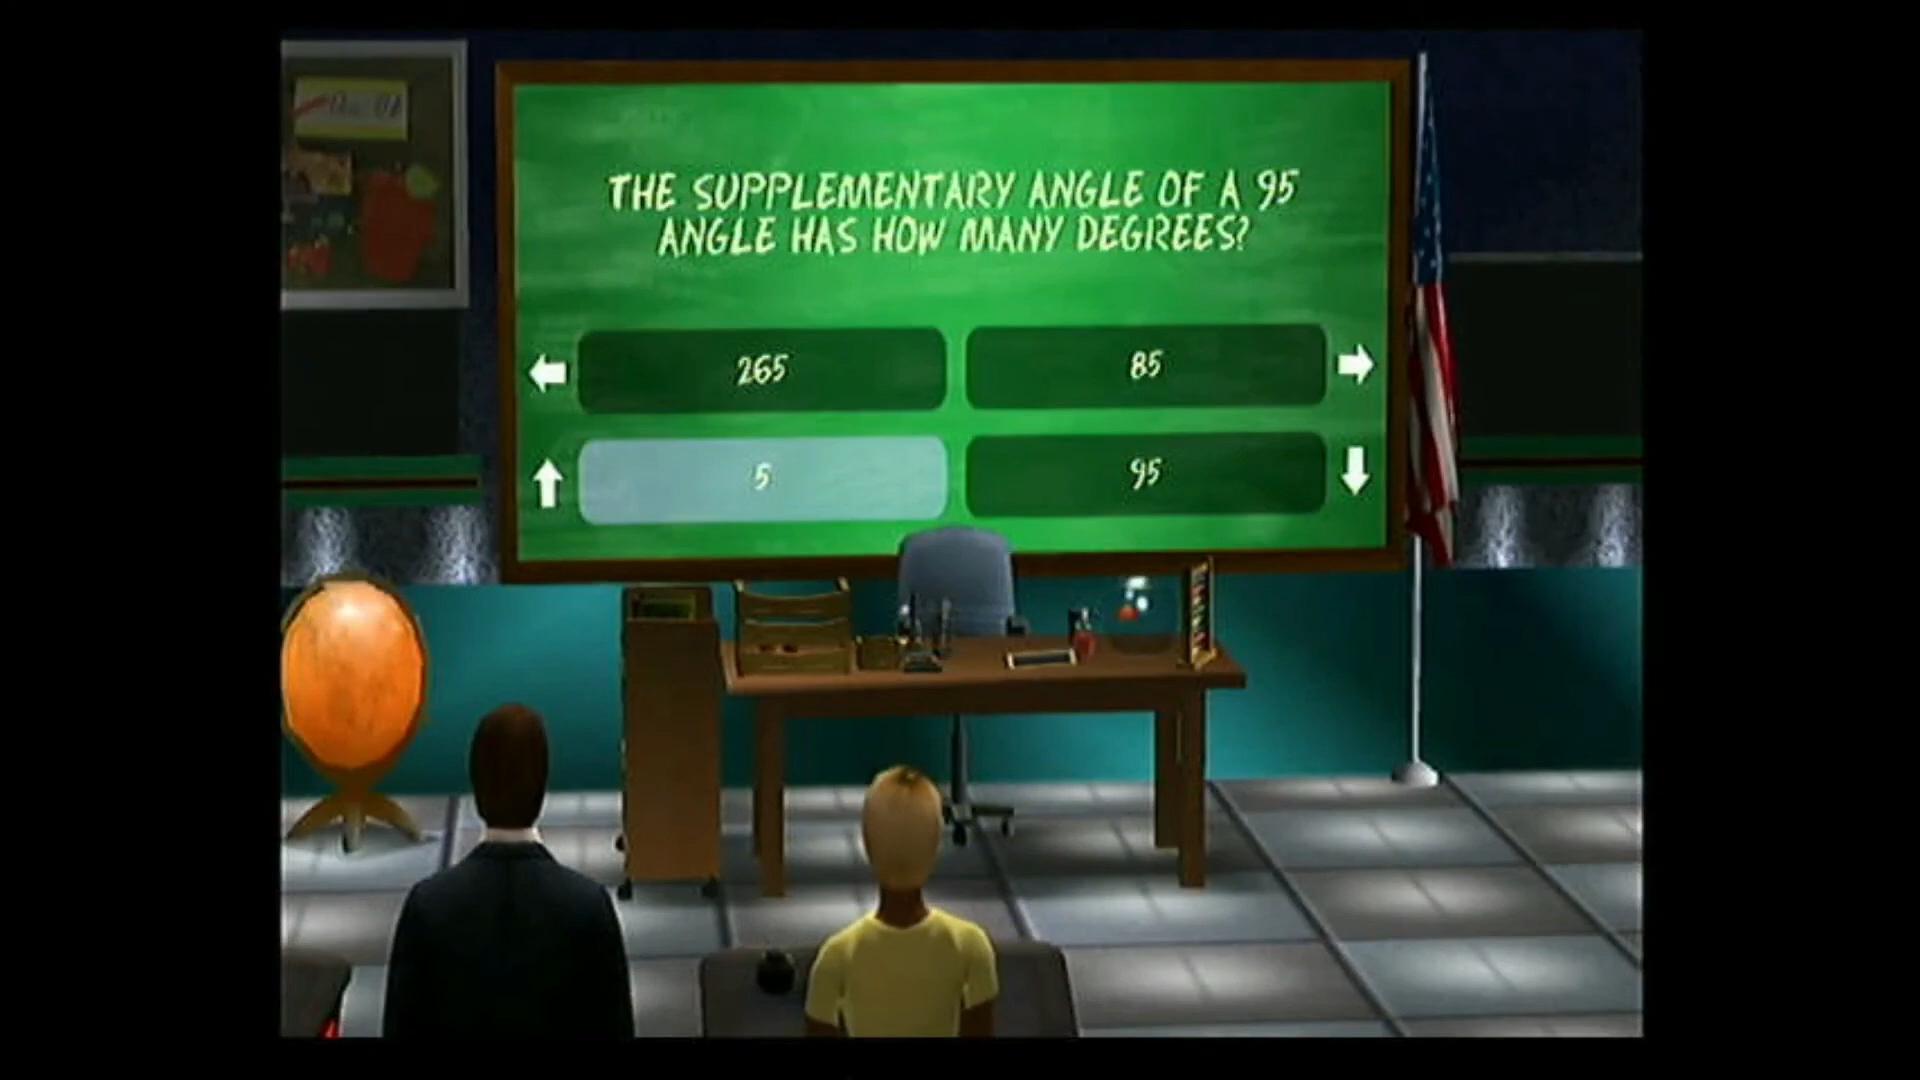 THE SUPPLEMENTARY ANGLE OF A 95
ANGLE HAS HOW MANY DEGREES?
265
85
5
95